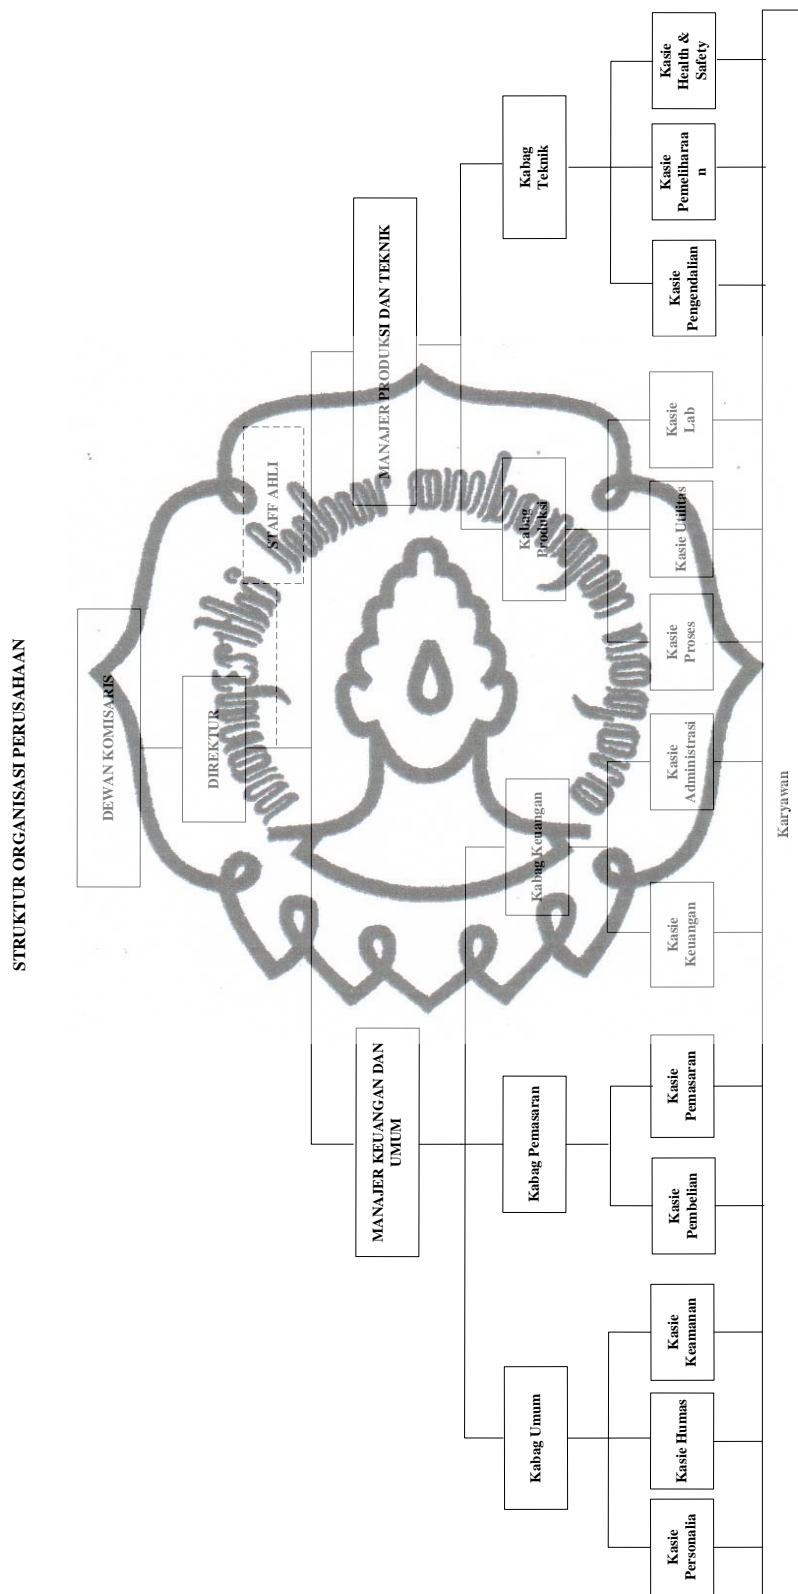 STRUKTUR ORGANISASI PERUSAHAAN
DEWAN KOMISARIS
DIREKTUR
STAFF AHLI
MANAJER KEUANGAN DAN
UMUM
MANAJER PRODUKSI DAN TEKNIK
Kabag Umum
Kabag Pemasaran
Kabag Keuangan
Kabag
Produksi
Kabag
Teknik
Kasie
Personalia
Kasie Humas
Kasie
Keamanan
Kasie
Pembelian
Kasie
Pemasaran
Kasie
Keuangan
Kasie
Administrasi
Kasie
Proses
Kasie Utilitas
Kasie
Lab
Kasie
Pengendalian
Kasie
Pemeliharaa
n
Kasie
Health &
Safety
Karyawan